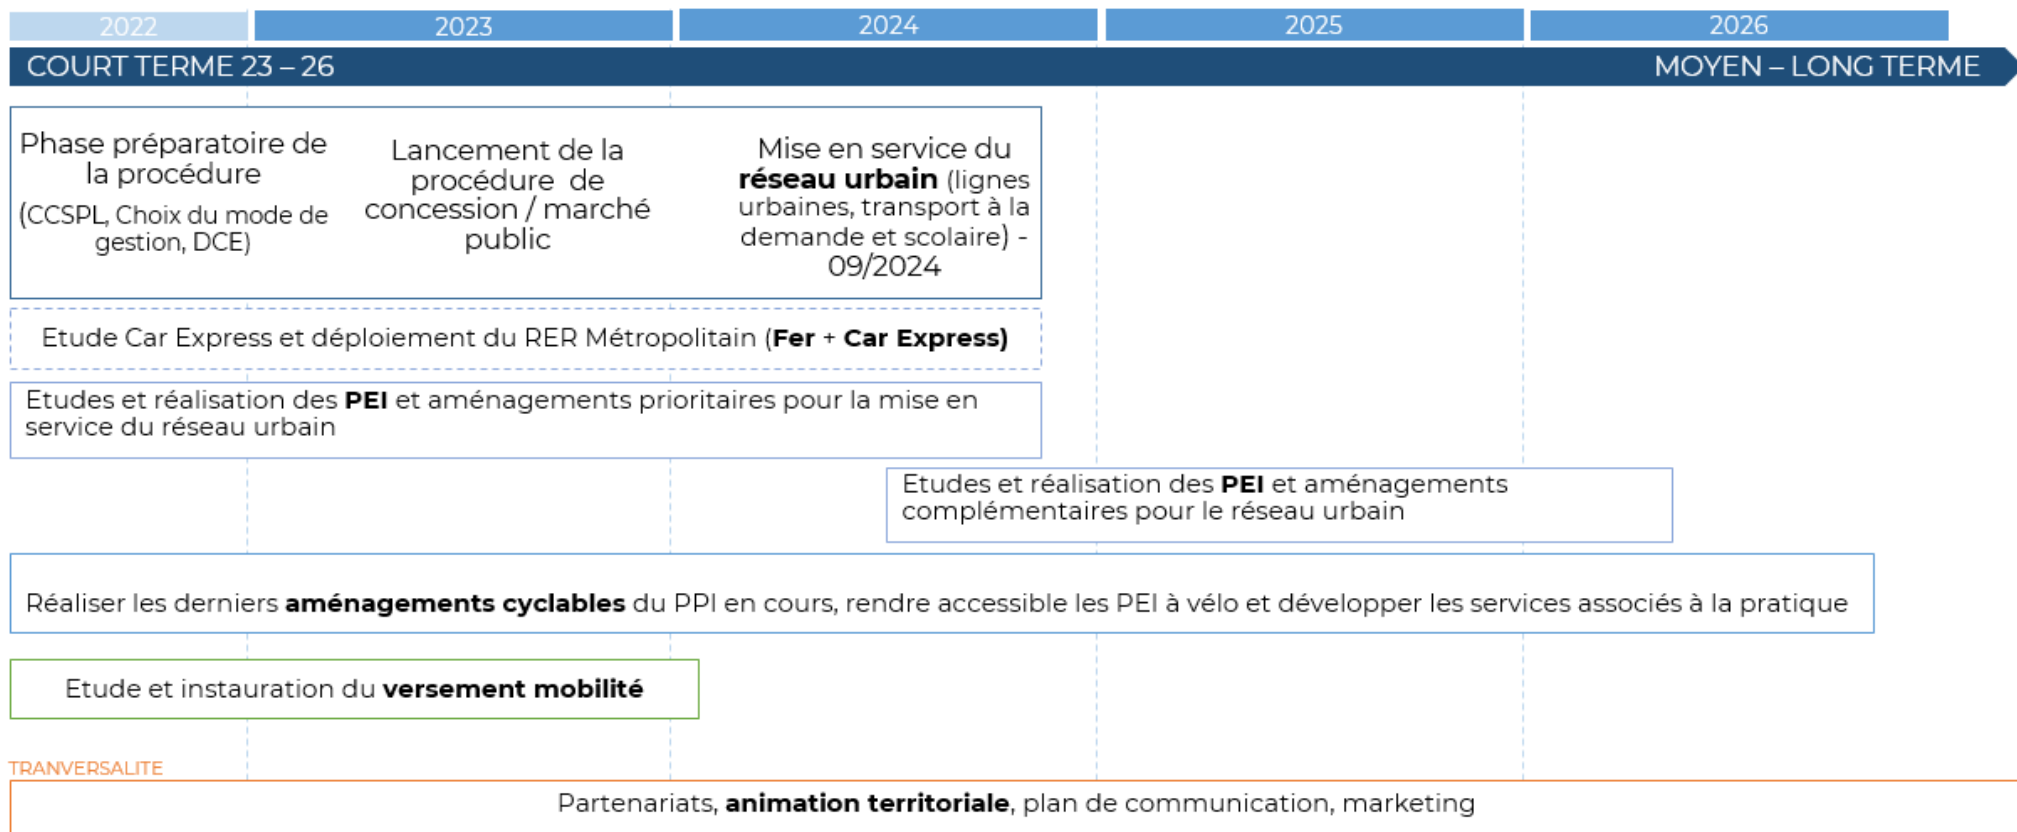 2022
2023
2024
2025
2026
COURT TERME 23 – 26
MOYEN – LONG TERME
Phase préparatoire de
la procédure
(CCSPL, Choix du mode de
gestion, DCE)
Lancement de la
procédure de
concession / marché
public
Mise en service du
réseau urbain (lignes
urbaines, transport à la
demande et scolaire) -
09/2024
Etude Car Express et déploiement du RER Métropolitain (Fer + Car Express)
Etudes et réalisation des PEI et aménagements prioritaires pour la mise en
service du réseau urbain
Etudes et réalisation des PEI et aménagements
complémentaires pour le réseau urbain
Réaliser les derniers aménagements cyclables du PPI en cours, rendre accessible les PEI à vélo et développer les services associés à la pratique
Etude et instauration du versement mobilité
TRANVERSALITE
Partenariats, animation territoriale, plan de communication, marketing